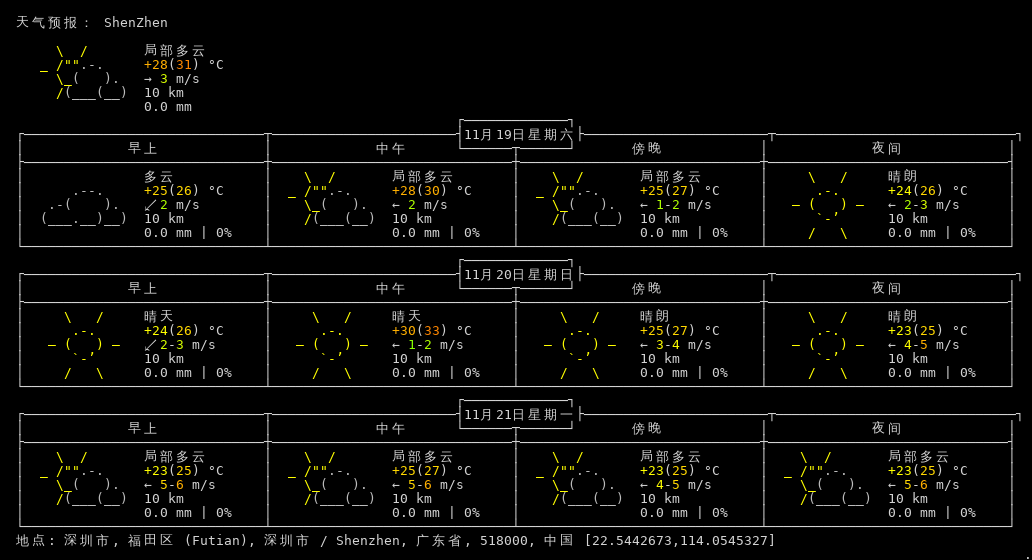 天气预报： ShenZhen
局部多云
+28(31) °C
→ 3 m/s
10 km
0.0 mm
11月19日星期六
早上 中午 傍晚 夜间
多云 局部多云 局部多云 晴朗
+25(26) °C +28(30) °C +25(27) °C +24(26) °C
↙ 2 m/s ← 2 m/s ← 1-2 m/s ← 2-3 m/s
10 km 10 km 10 km 10 km
0.0 mm | 0% 0.0 mm | 0% 0.0 mm | 0% 0.0 mm | 0%
11月20日星期日
早上 中午 傍晚 夜间
晴天 晴天 晴朗 晴朗
+24(26) °C +30(33) °C +25(27) °C +23(25) °C
↙ 2-3 m/s ← 1-2 m/s ← 3-4 m/s ← 4-5 m/s
10 km 10 km 10 km 10 km
0.0 mm | 0% 0.0 mm | 0% 0.0 mm | 0% 0.0 mm | 0%
11月21日星期一
早上 中午 傍晚 夜间
局部多云 局部多云 局部多云 局部多云
+23(25) °C +25(27) °C +23(25) °C +23(25) °C
← 5-6 m/s ← 5-6 m/s ← 4-5 m/s ← 5-6 m/s
10 km 10 km 10 km 10 km
0.0 mm | 0% 0.0 mm | 0% 0.0 mm | 0% 0.0 mm | 0%
地点: 深圳市, 福田区 (Futian), 深圳市 / Shenzhen, 广东省, 518000, 中国 [22.5442673,114.0545327]